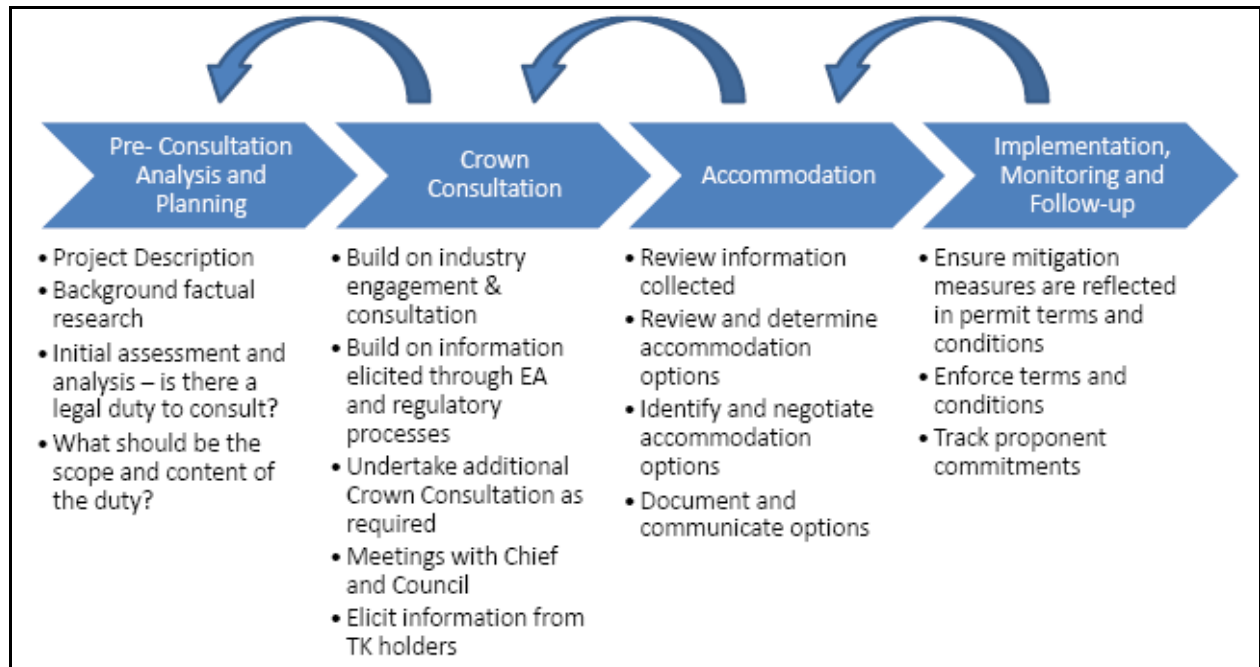 Pre- Consultation
Analysis and
Planning
Crown
Consultation
Accommodation
Implementation,
Monitoring and
Follow-up
• Project Description
• Background factual
research
• Initial assessment and
analysis – is there a
legal duty to consult?
• What should be the
scope and content of
the duty?
• Build on industry
engagement &
consultation
• Build on information
elicited through EA
and regulatory
processes
• Undertake additional
Crown Consultation as
required
• Meetings with Chief
and Council
• Elicit information from
TK holders
• Review information
collected
• Review and determine
accommodation
options
• Identify and negotiate
accommodation
options
• Document and
communicate options
• Ensure mitigation
measures are reflected
in permit terms and
conditions
• Enforce terms and
conditions
• Track proponent
commitments